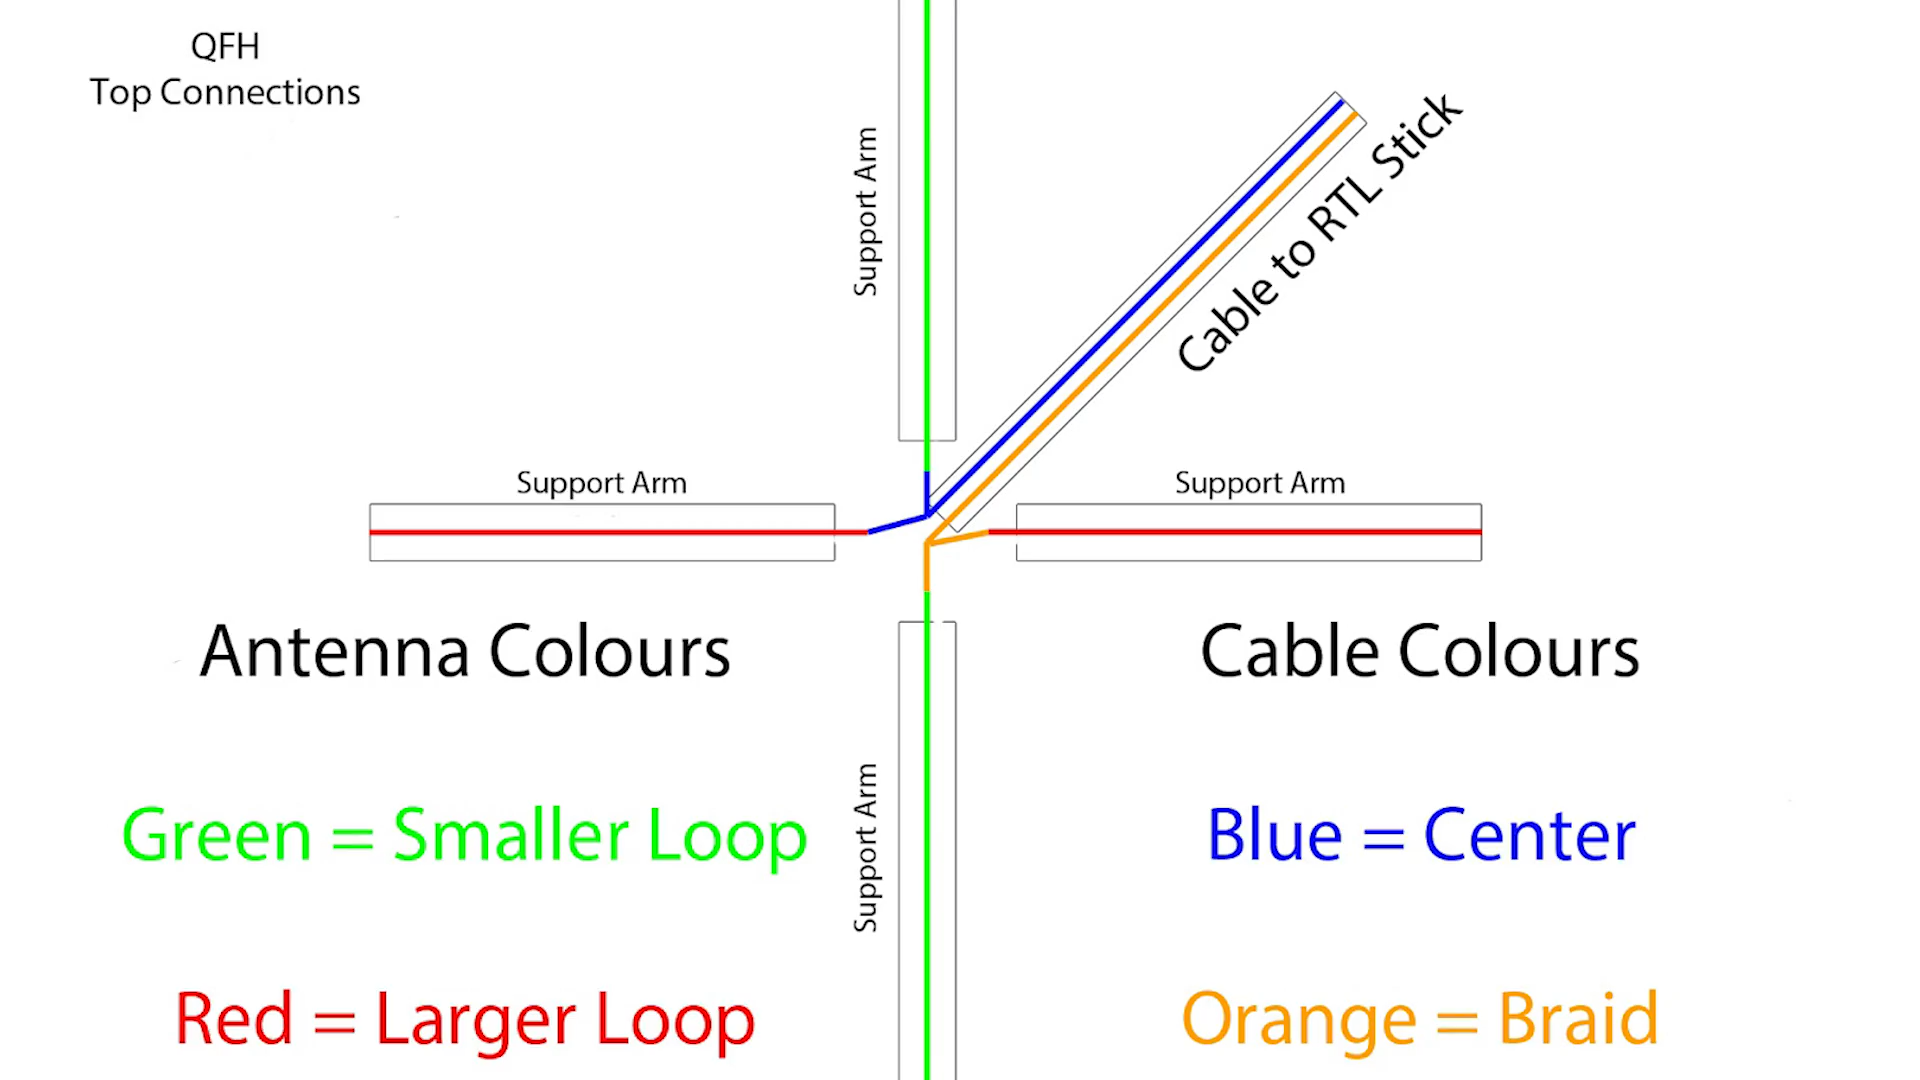 QFH
Top Connections
Support Arm
Cable to RTL Stick
Support Arm
Support Arm
Antenna Colours
Cable Colours
Green = Smaller Loop
Blue = Center
Support Arm
Red = Larger Loop
Orange = Braid